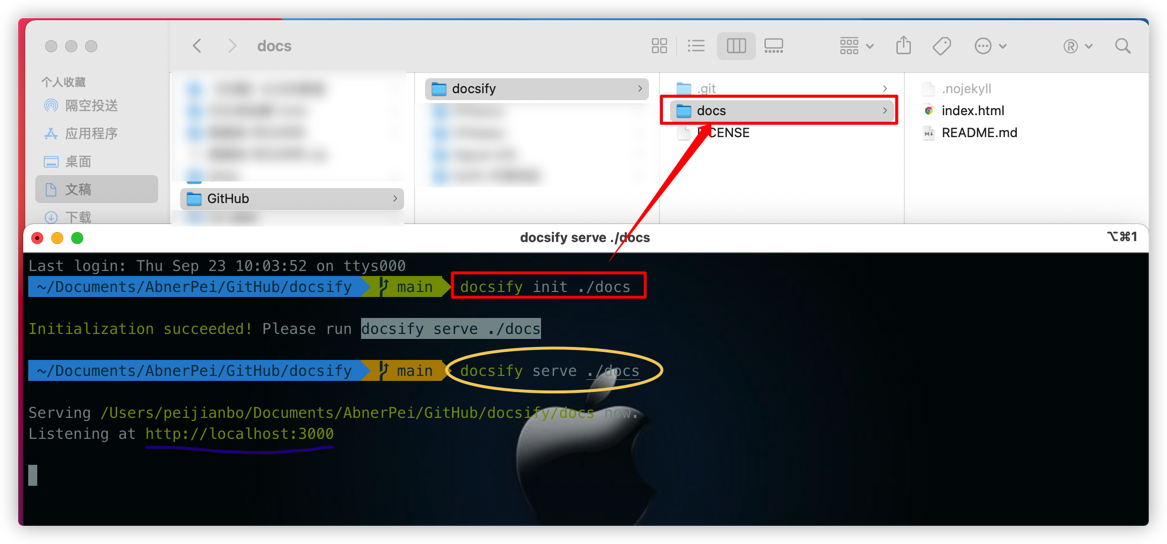 docs
个人收藏
隔空投送
应用程序
桌面
文稿
下载
GitHub
docsify
.git
docs
LICENSE
.nojekyll
index.html
README.md
docsify serve ./docs
⌥⌘1
Last login: Thu Sep 23 10:03:52 on ttys000
~/Documents/AbnerPei/GitHub/docsify main docsify init ./docs
Initialization succeeded! Please run docsify serve ./docs
~/Documents/AbnerPei/GitHub/docsify main docsify serve ./docs
Serving /Users/peijianbo/Documents/AbnerPei/GitHub/docsify/docs now.
Listening at http://localhost:3000